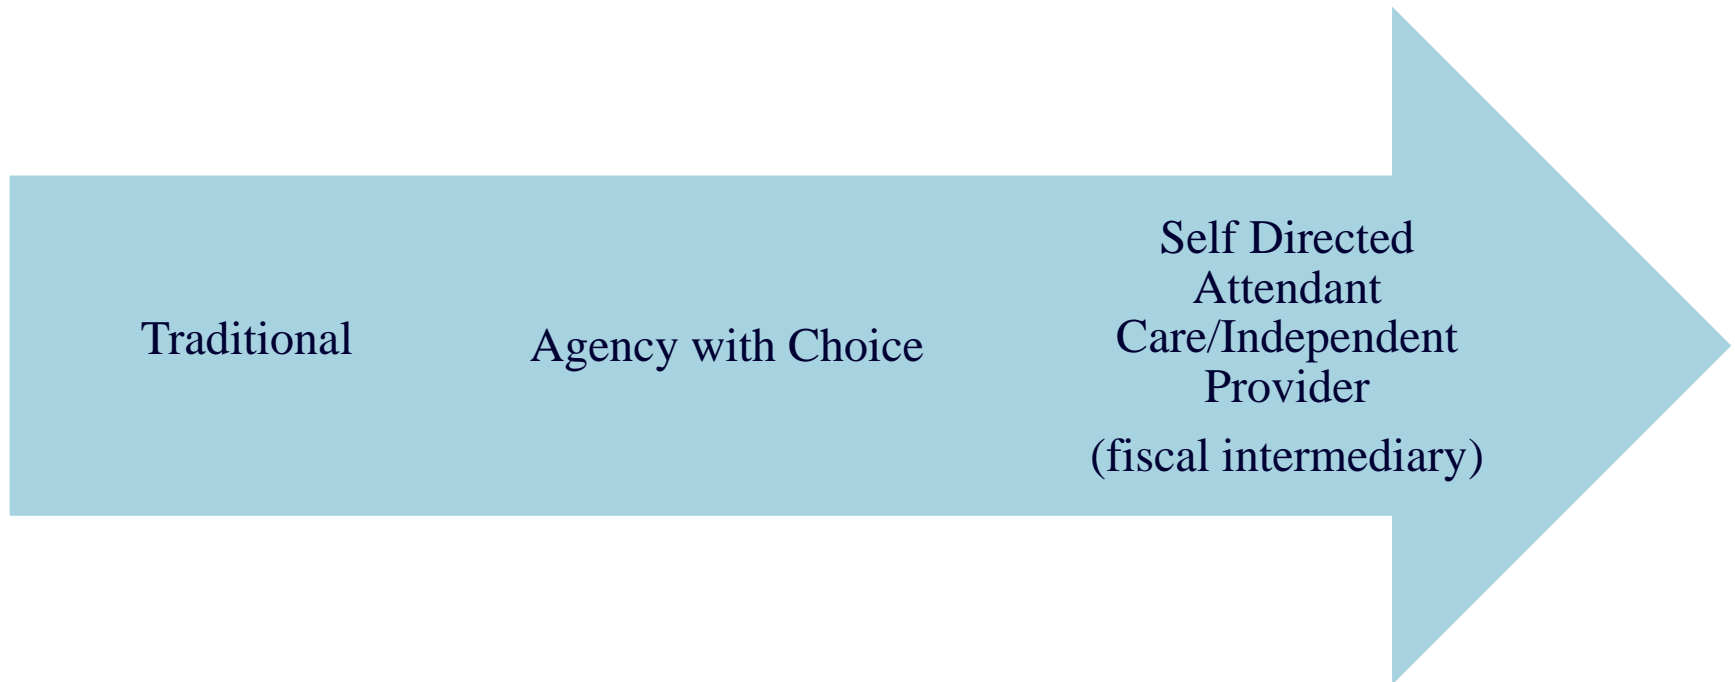 Traditional
Agency with Choice
Self Directed
Attendant
Care/Independent
Provider
(fiscal intermediary)